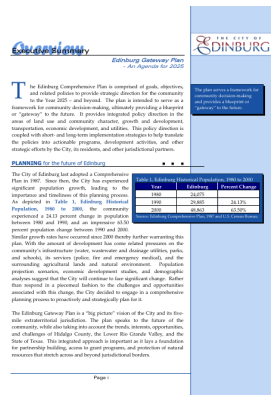 Overview
Executive Summary
THE CITY OF
EDINBURG
Edinburg Gateway Plan
- An Agenda for 2025
The Edinburg Comprehensive Plan is comprised of goals, objectives,
and related policies to provide strategic direction for the community
to the Year 2025 – and beyond. The plan is intended to serve as a
framework for community decision-making, ultimately providing a blueprint
or "gateway" to the future. It provides integrated policy direction in the
areas of land use and community character, growth and development,
transportation, economic development, and utilities. This policy direction is
coupled with short- and long-term implementation strategies to help translate
the policies into actionable programs, development activities, and other
strategic efforts by the City, its residents, and other jurisdictional partners.
The plan serves a framework for
community decision-making
and provides a blueprint or
"gateway" to the future.
PLANNING for the future of Edinburg
The City of Edinburg last adopted a Comprehensive
Plan in 1987. Since then, the City has experienced
significant population growth, leading to the
importance and timeliness of this planning process.
As depicted in Table 1, Edinburg Historical
Population, 1980 to 2000, the community
experienced a 24.13 percent change in population
between 1980 and 1990, and an impressive 63.50
percent population change between 1990 and 2000.
Similar growth rates have occurred since 2000 thereby further warranting this
plan. With the amount of development has come related pressures on the
community's infrastructure (water, wastewater and drainage utilities, parks,
and schools), its services (police, fire and emergency medical), and the
surrounding agricultural lands and natural environment. Population
projection scenarios, economic development studies, and demographic
analyses suggest that the City will continue to face significant change. Rather
than respond in a piecemeal fashion to the challenges and opportunities
associated with this change, the City decided to engage in a comprehensive
planning process to proactively and strategically plan for it.
Table 1, Edinburg Historical Population, 1980 to 2000
Year Edinburg Percent Change
1980 24,075
1990 29,885 24.13%
2000 48,863 63.50%
Source: Edinburg Comprehensive Plan, 1987 and U.S. Census Bureau.
The Edinburg Gateway Plan is a "big picture" vision of the City and its five-
mile extraterritorial jurisdiction. The plan speaks to the future of the
community, while also taking into account the trends, interests, opportunities,
and challenges of Hidalgo County, the Lower Rio Grande Valley, and the
State of Texas. This integrated approach is important as it lays a foundation
for partnership building, access to grant programs, and protection of natural
resources that stretch across and beyond jurisdictional borders.
Page i